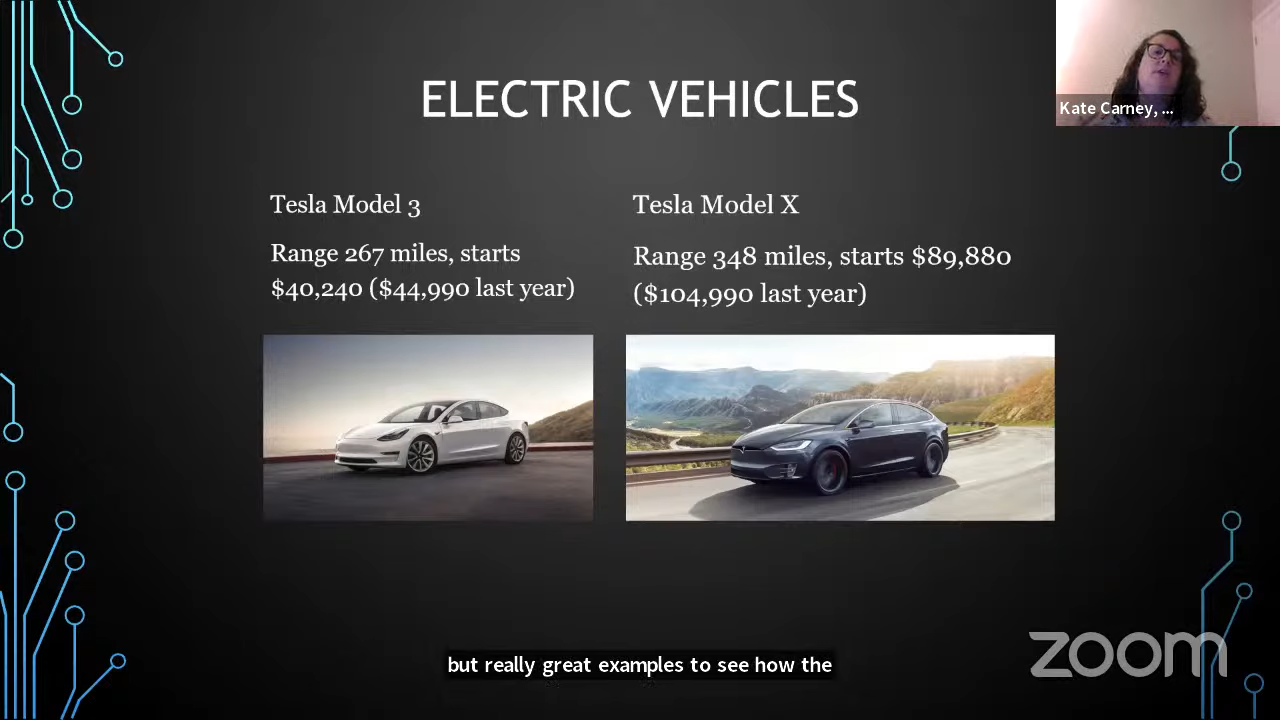 ELECTRIC VEHICLES
Kate Carney, ...
Tesla Model 3
Range 267 miles, starts
$40,240 ($44,990 last year)
Tesla Model X
Range 348 miles, starts $89,880
($104,990 last year)
but really great examples to see how the
zoom